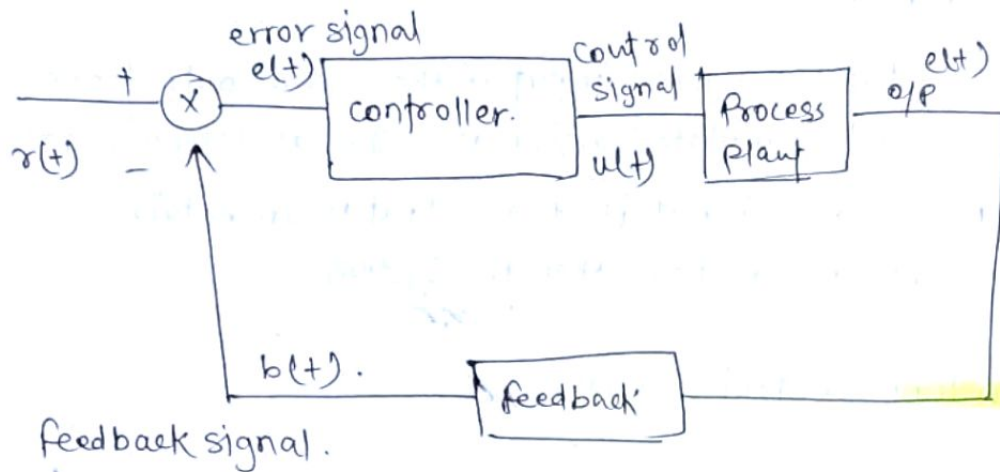 error signal
e(t)
+
×
controller.
control
signal
u(t)
Process
plant
e(t)
o/p
r(t)
-
b(t).
feedback
feedback signal.